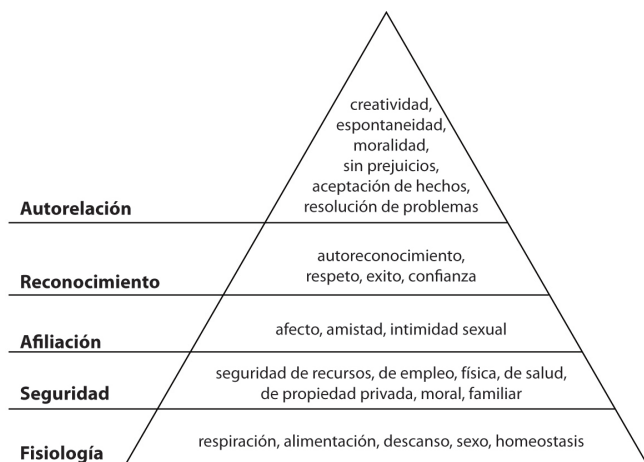 creatividad,
espontaneidad,
moralidad,
sin prejuicios,
aceptación de hechos,
resolución de problemas
Autorelación
autoreconocimiento,
respeto, exito, confianza
Reconocimiento
afecto, amistad, intimidad sexual
Afiliación
seguridad de recursos, de empleo, física, de salud,
de propiedad privada, moral, familiar
Seguridad
respiración, alimentación, descanso, sexo, homeostasis
Fisiología